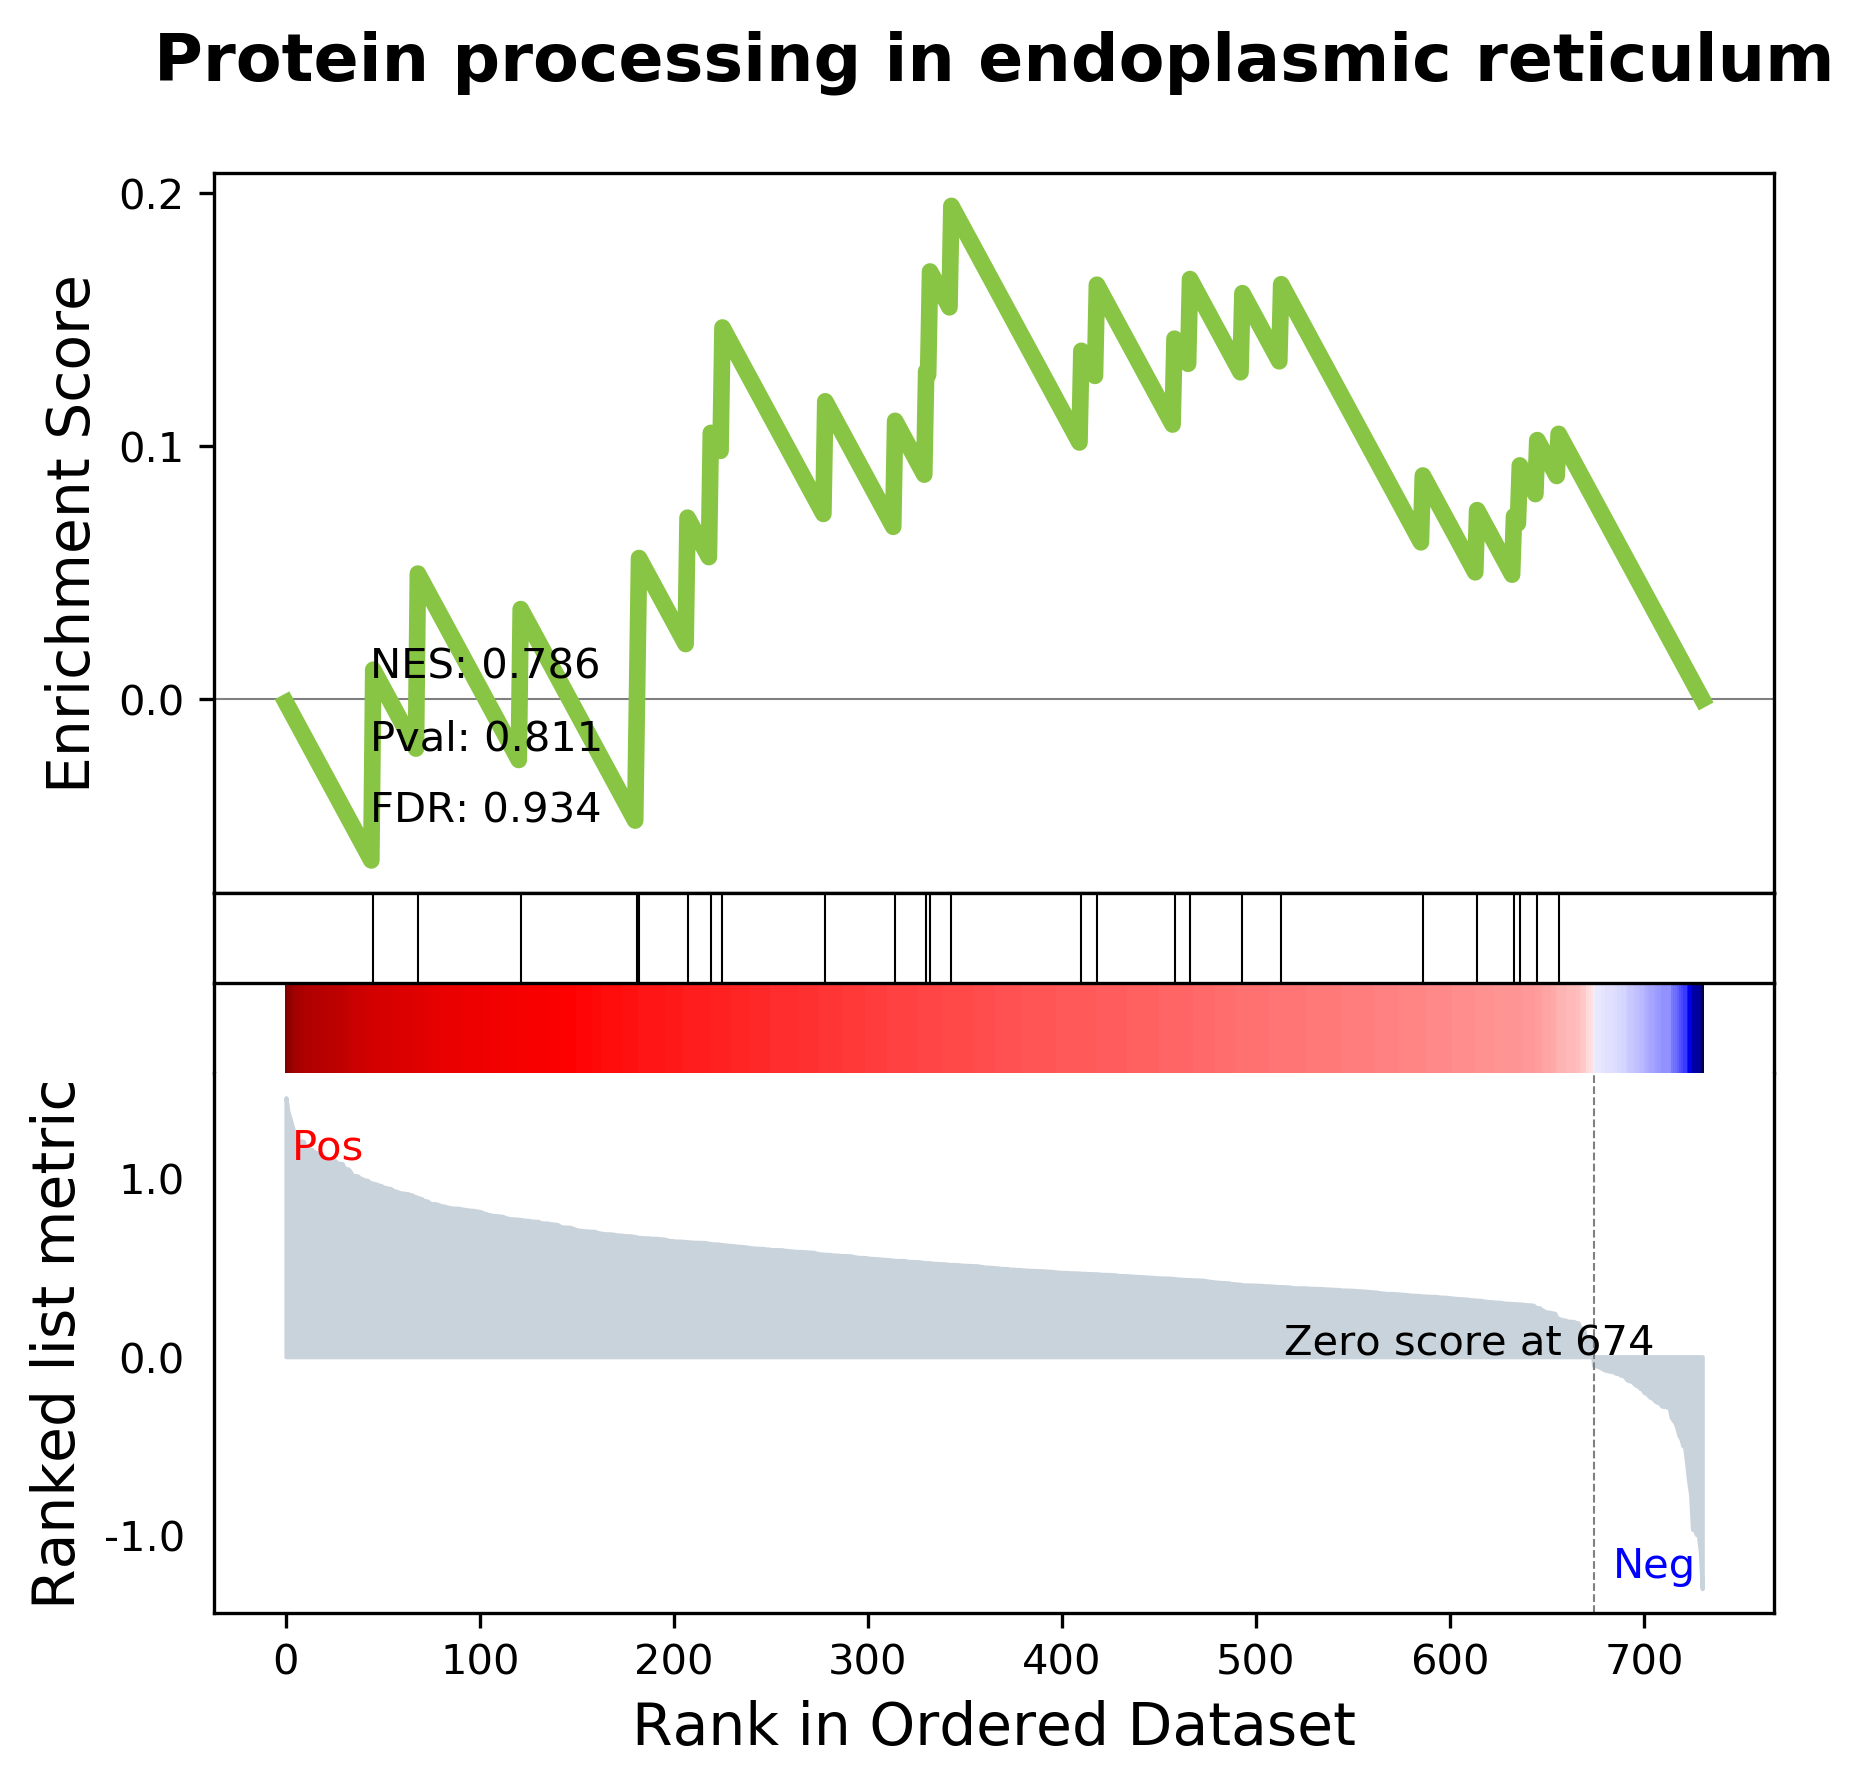 Protein processing in endoplasmic reticulum
Enrichment Score
0.2
0.1
0.0
NES: 0.786
Pval: 0.811
FDR: 0.934
Ranked list metric
1.0
0.0
-1.0
Pos
Zero score at 674
Neg
0 100 200 300 400 500 600 700
Rank in Ordered Dataset